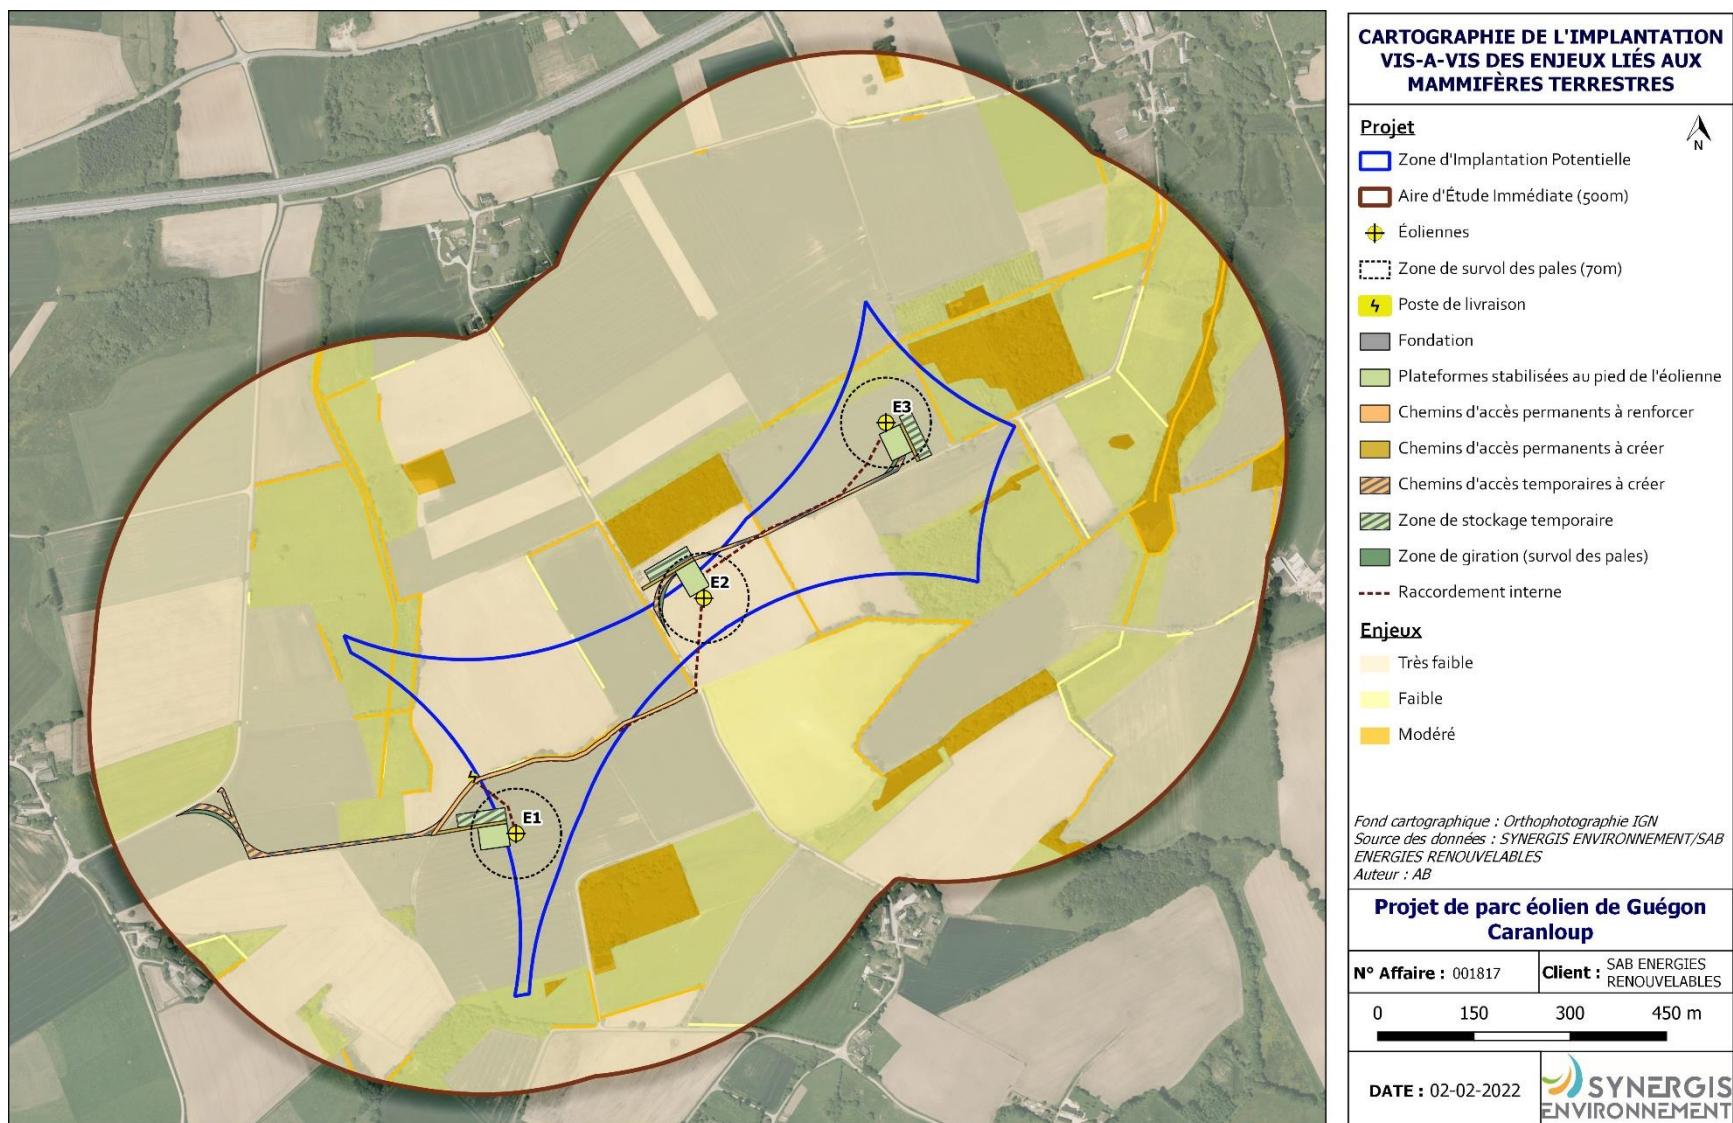 CARTOGRAPHIE DE L'IMPLANTATION
VIS-A-VIS DES ENJEUX LIÉS AUX
MAMMIFÈRES TERRESTRES
Projet
N
Zone d'Implantation Potentielle
Aire d'Étude Immédiate (500m)
Éoliennes
Zone de survol des pales (70m)
Poste de livraison
Fondation
Plateformes stabilisées au pied de l'éolienne
Chemins d'accès permanents à renforcer
Chemins d'accès permanents à créer
Chemins d'accès temporaires à créer
Zone de stockage temporaire
Zone de giration (survol des pales)
Raccordement interne
Enjeux
Très faible
Faible
Modéré
Fond cartographique : Orthophotographie IGN
Source des données : SYNERGIS ENVIRONNEMENT/SAB
ENERGIES RENOUVELABLES
Auteur : AB
Projet de parc éolien de Guégon
Caranloup
N° Affaire : 001817
Client : SAB ENERGIES
RENOUVELABLES
0 150 300 450 m
DATE : 02-02-2022
SYNERGIS
ENVIRONNEMENT
E3
E2
E1